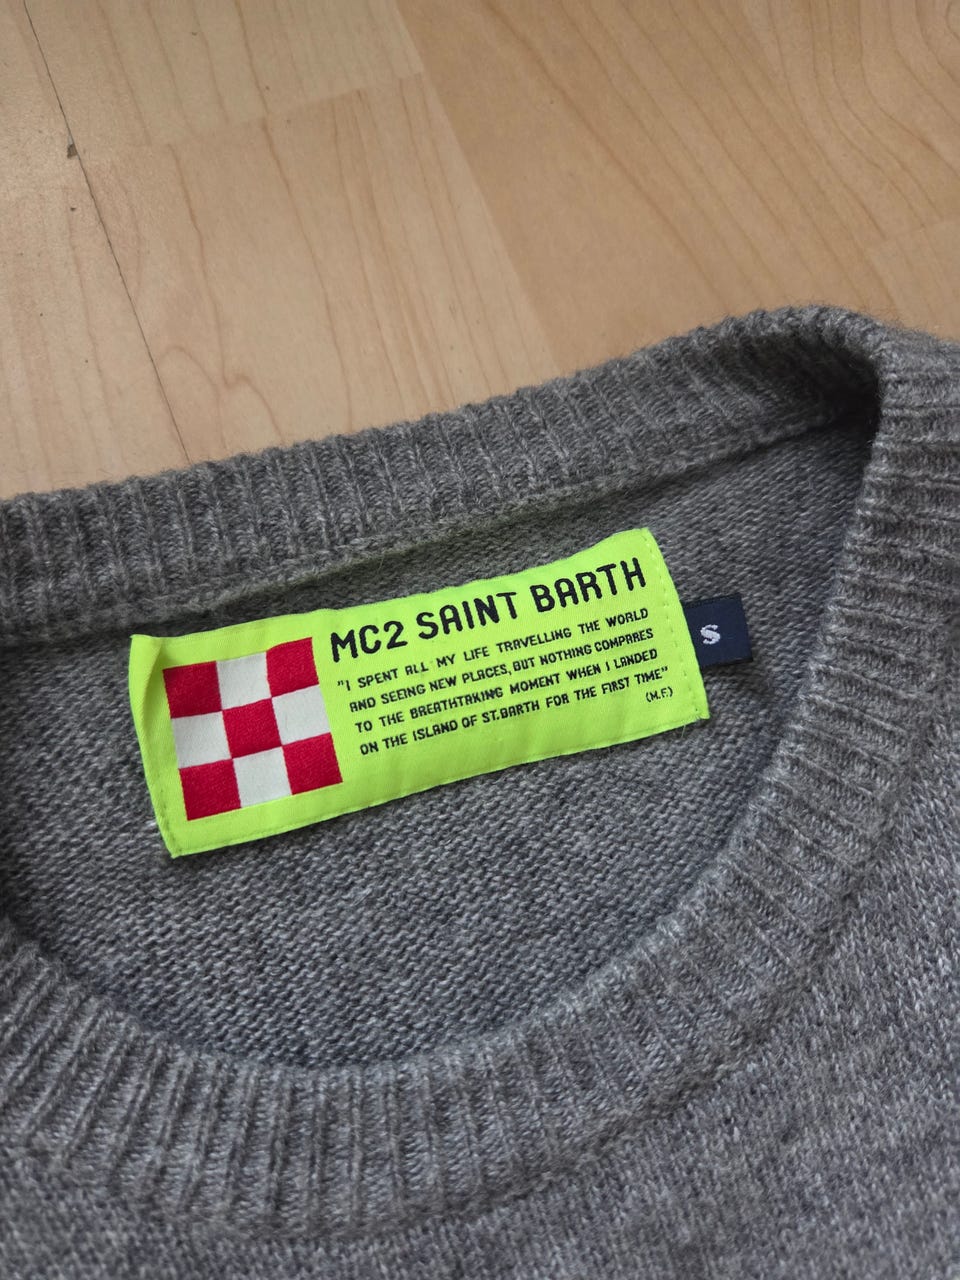 MC2 SAINT BARTH
"I SPENT ALL MY LIFE TRAVELLING THE WORLD
AND SEEING NEW PLACES, BUT NOTHING COMPARES
TO THE BREATHTAKING MOMENT WHEN I LANDED
ON THE ISLAND OF ST.BARTH FOR THE FIRST TIME"
(M.F.)
S